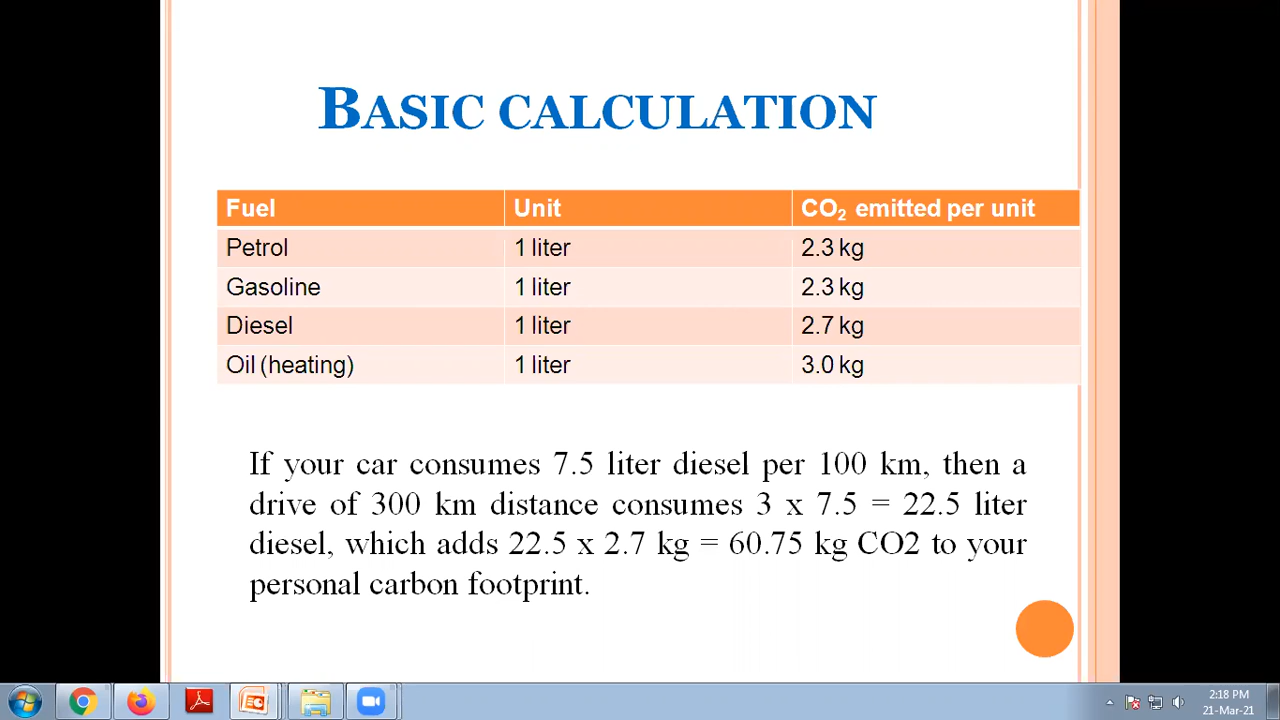 BASIC CALCULATION
Fuel Unit CO₂ emitted per unit
Petrol 1 liter 2.3 kg
Gasoline 1 liter 2.3 kg
Diesel 1 liter 2.7 kg
Oil (heating) 1 liter 3.0 kg
If your car consumes 7.5 liter diesel per 100 km, then a
drive of 300 km distance consumes 3 x 7.5 = 22.5 liter
diesel, which adds 22.5 x 2.7 kg = 60.75 kg CO2 to your
personal carbon footprint.
2:18 PM
21-Mar-21